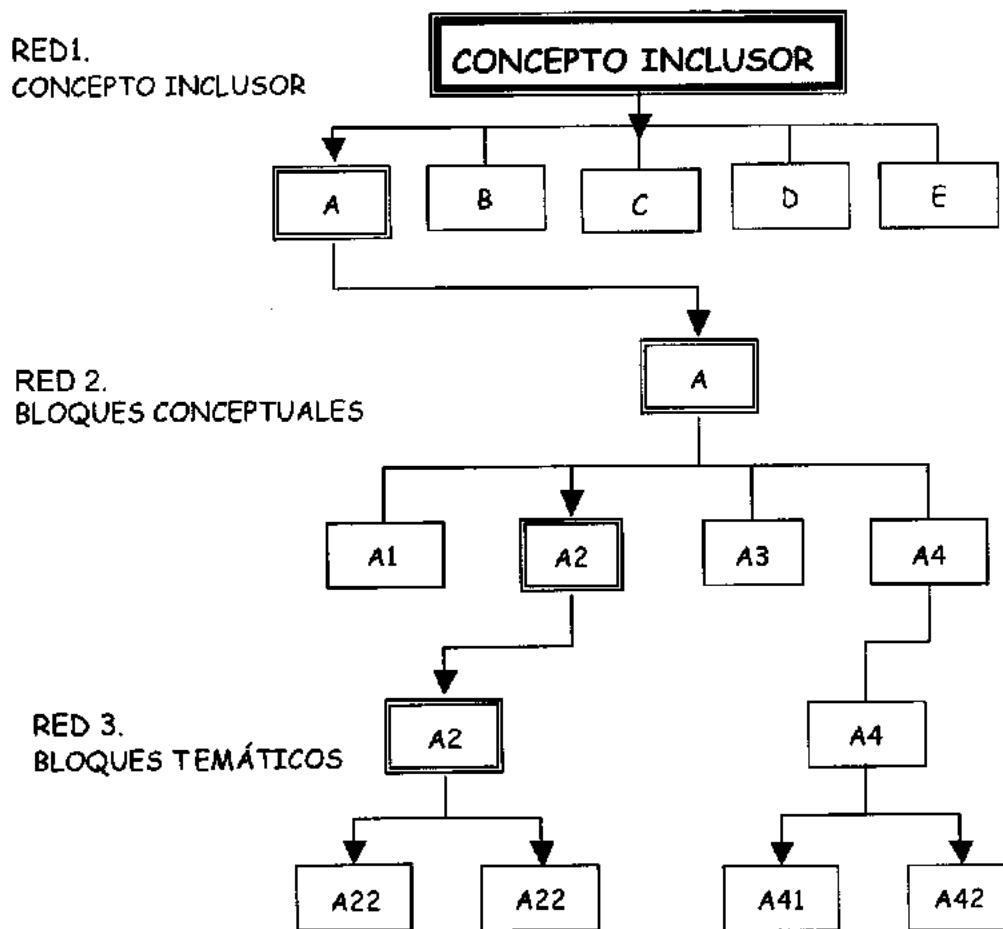 RED1.
CONCEPTO INCLUSOR
CONCEPTO INCLUSOR
A
B
C
D
E
A
RED 2.
BLOQUES CONCEPTUALES
A1
A2
A3
A4
RED 3.
BLOQUES TEMÁTICOS
A2
A4
A22
A22
A41
A42